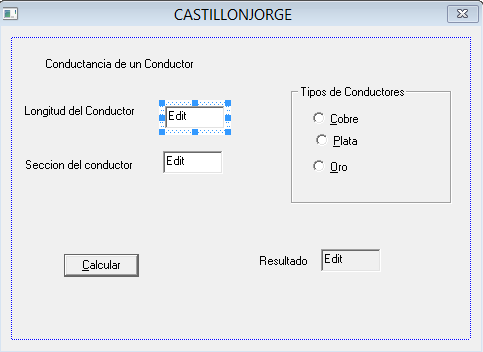 CASTILLONJORGE
Conductancia de un Conductor
Longitud del Conductor
Edit
Seccion del conductor
Edit
Tipos de Conductores
Cobre
Plata
Oro
Calcular
Resultado
Edit